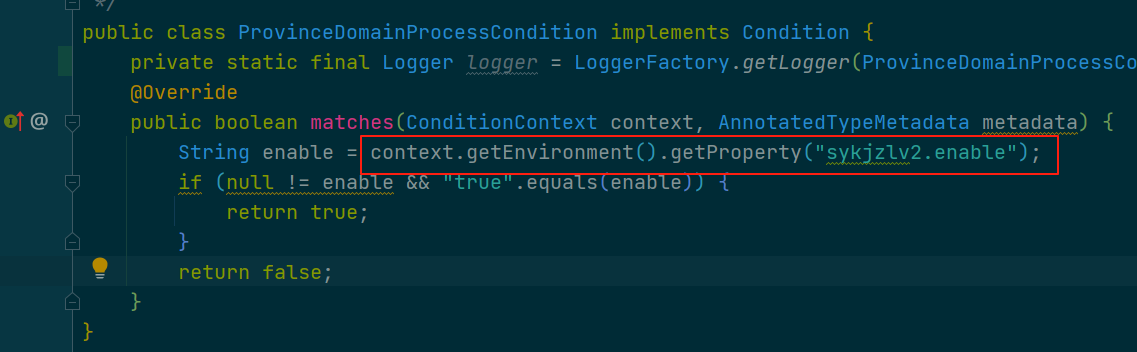 */
public class ProvinceDomainProcessCondition implements Condition {
private static final Logger logger = LoggerFactory.getLogger(ProvinceDomainProcessCo
@Override
public boolean matches(ConditionContext context, AnnotatedTypeMetadata metadata) {
String enable = context.getEnvironment().getProperty("sykjzlv2.enable");
if (null != enable && "true".equals(enable)) {
return true;
}
return false;
}
}